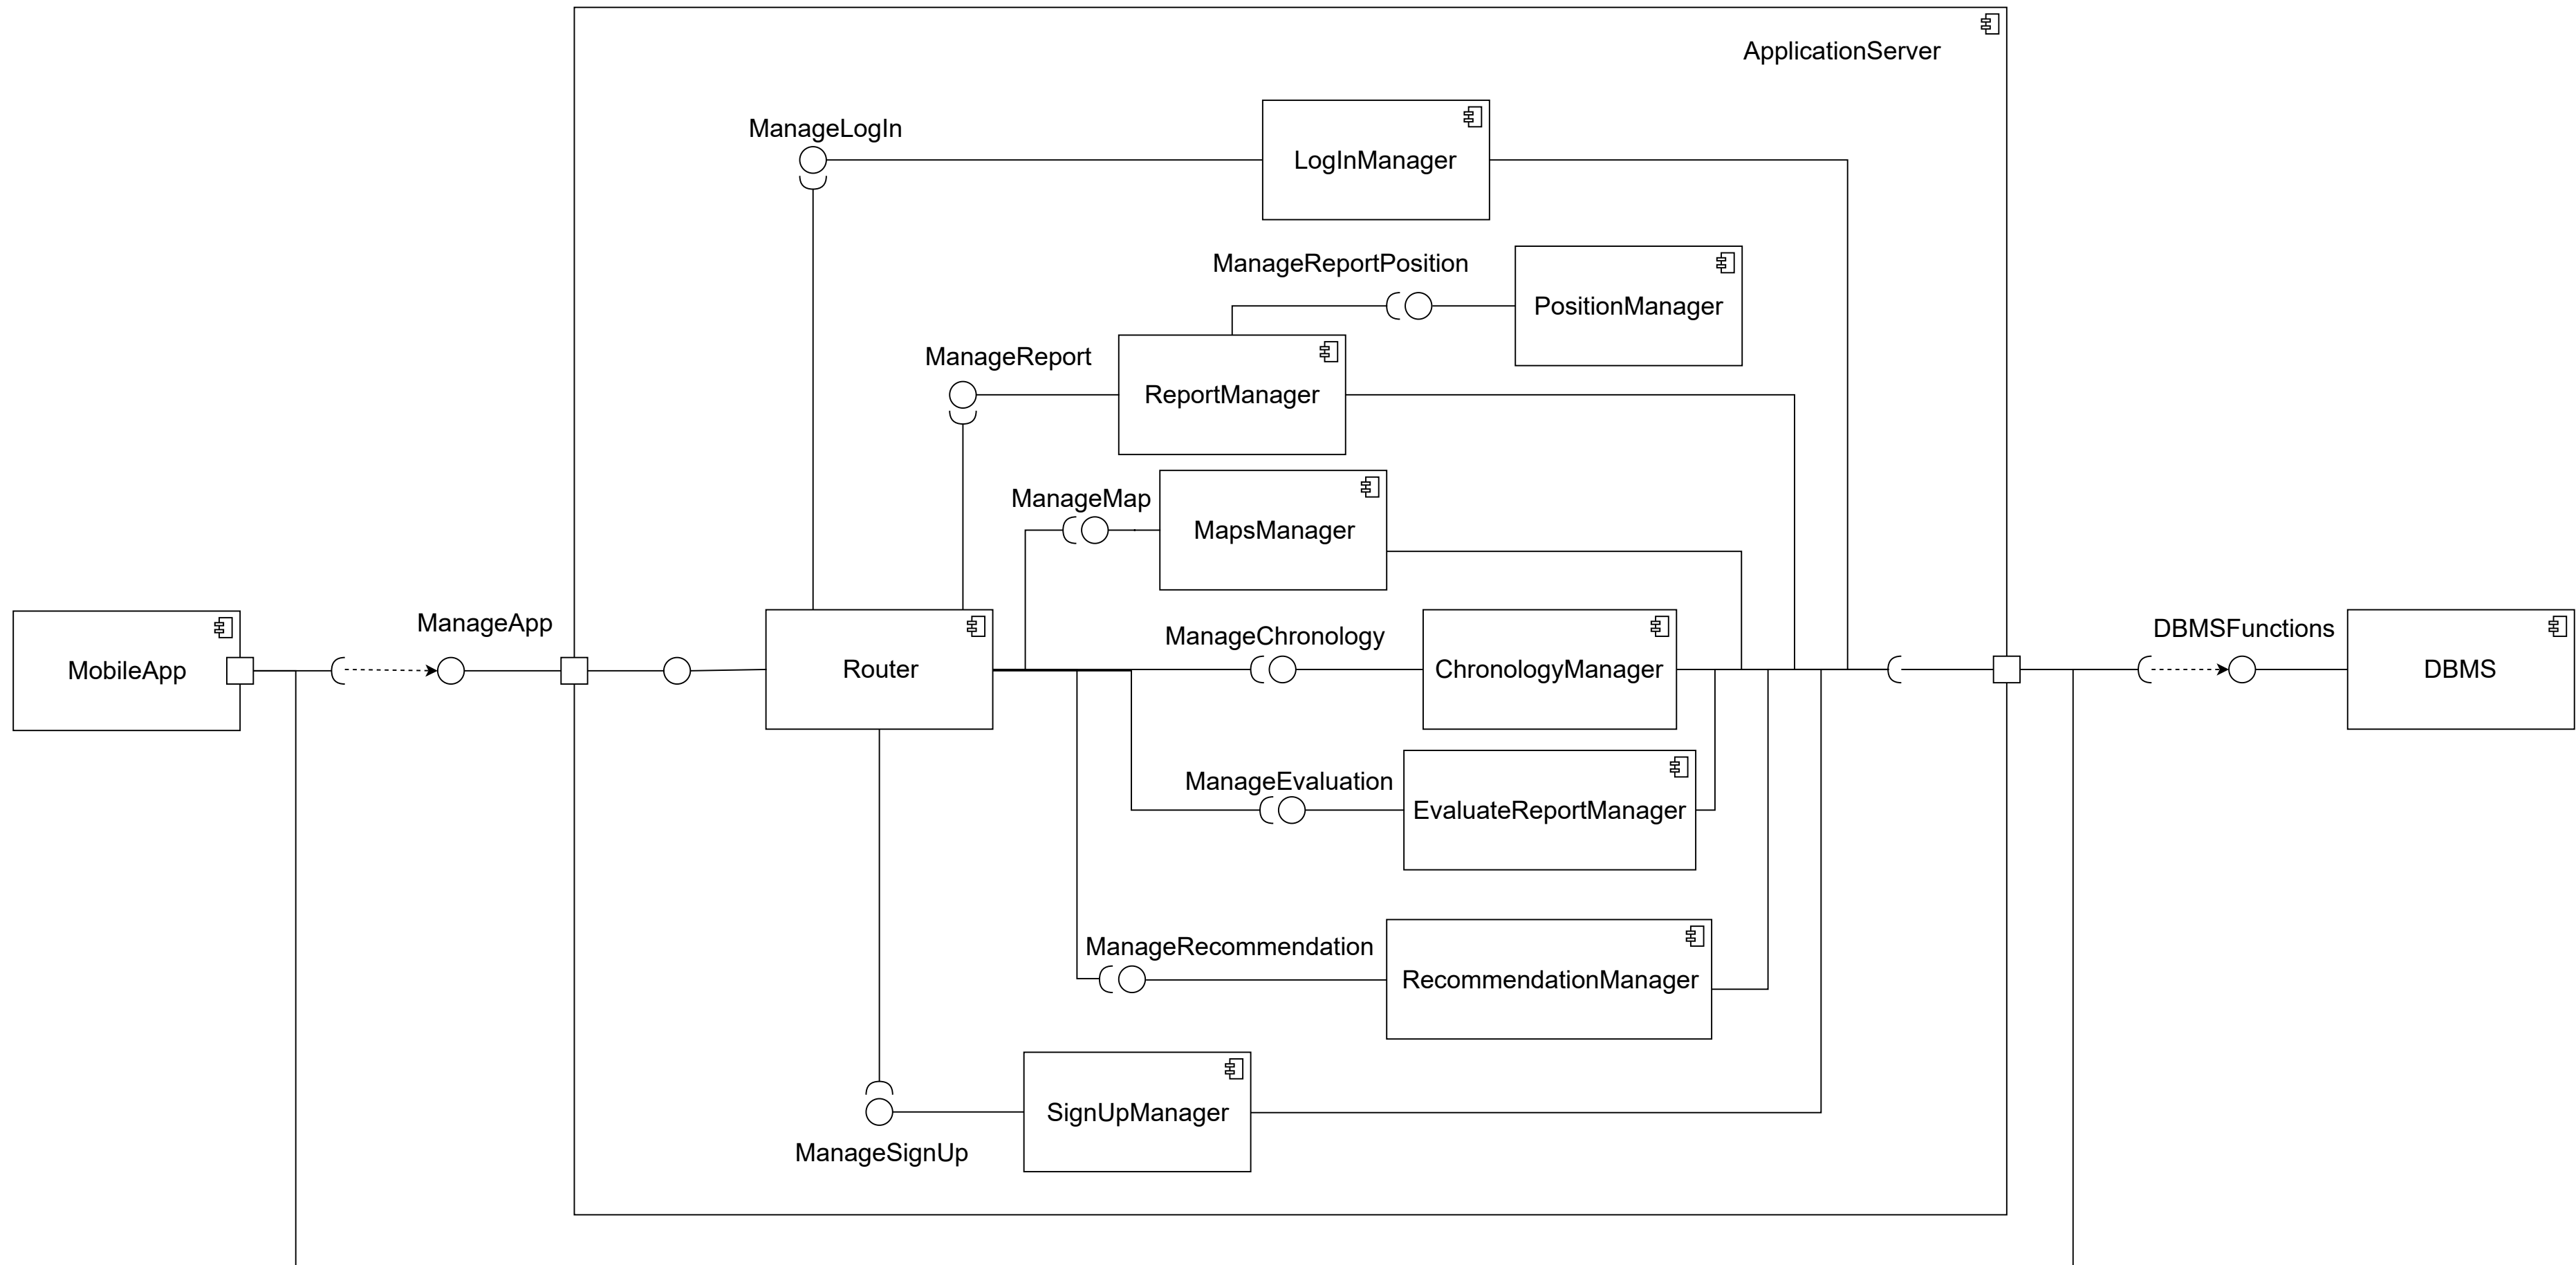 ApplicationServer
ManageLogIn
LogInManager
ManageReportPosition
PositionManager
ManageReport
ReportManager
ManageMap
MapsManager
ManageApp
ManageChronology
DBMSFunctions
MobileApp
Router
ChronologyManager
DBMS
ManageEvaluation
EvaluateReportManager
ManageRecommendation
RecommendationManager
SignUpManager
ManageSignUp